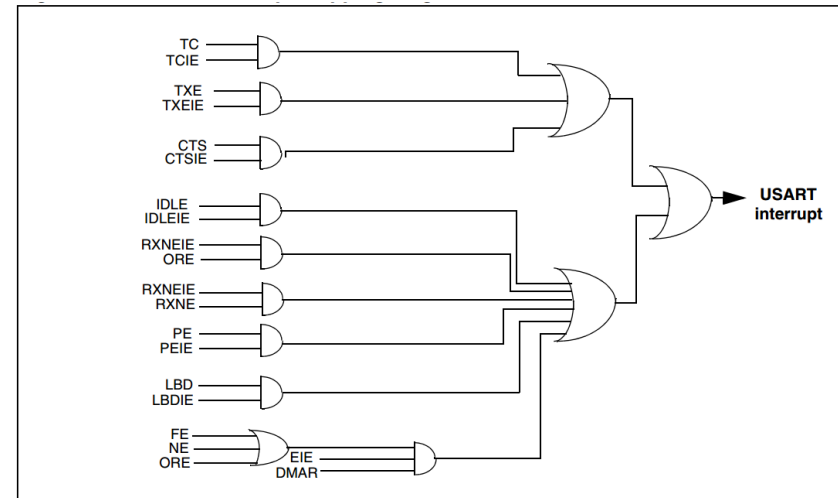 TC
TCIE
TXE
TXEIE
CTS
CTSIE
IDLE
IDLEIE
RXNEIE
ORE
RXNEIE
RXNE
PE
PEIE
LBD
LBDIE
FE
NE
ORE
EIE
DMAR
USART
interrupt